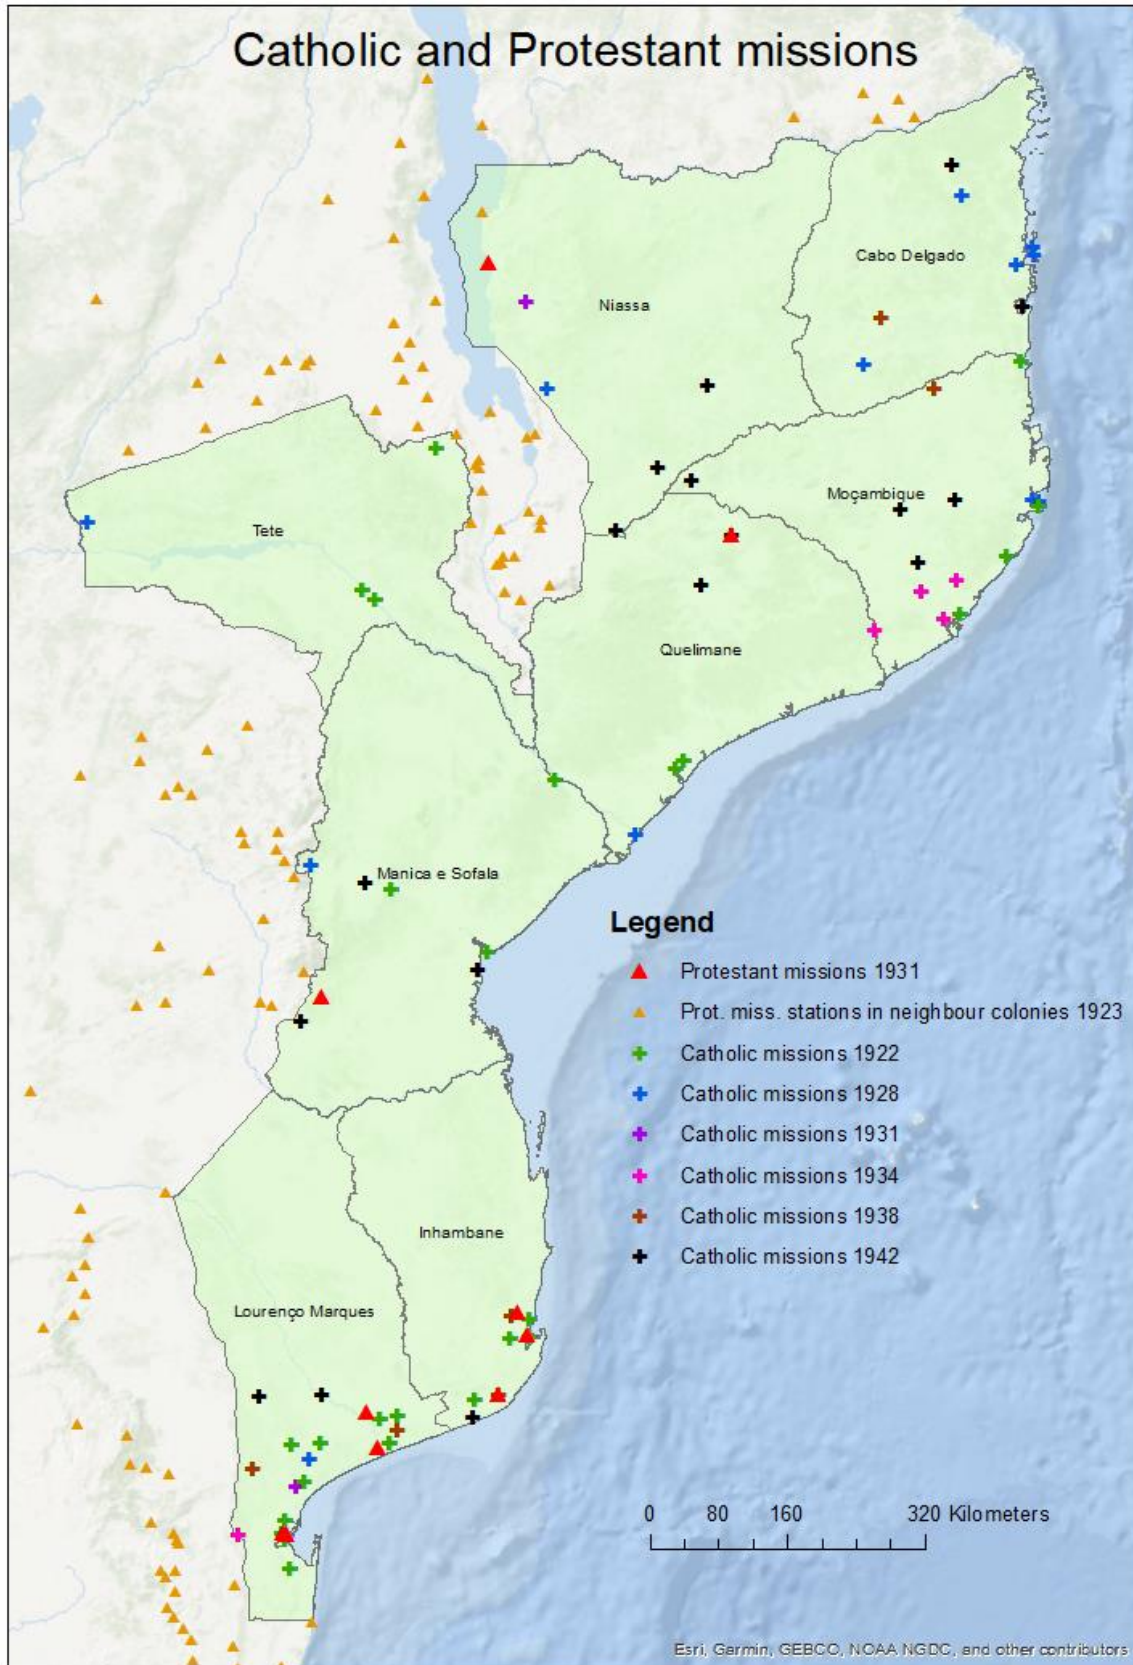 Catholic and Protestant missions
Cabo Delgado
Niassa
Moçambique
Tete
Quelimane
Manica e Sofala
Legend
Protestant missions 1931
Prot. miss. stations in neighbour colonies 1923
Catholic missions 1922
Catholic missions 1928
Catholic missions 1931
Catholic missions 1934
Catholic missions 1938
Catholic missions 1942
Inhambane
Lourenço Marques
0 80 160 320 Kilometers
Esri, Garmin, GEBCO, NOAA NGDC, and other contributors